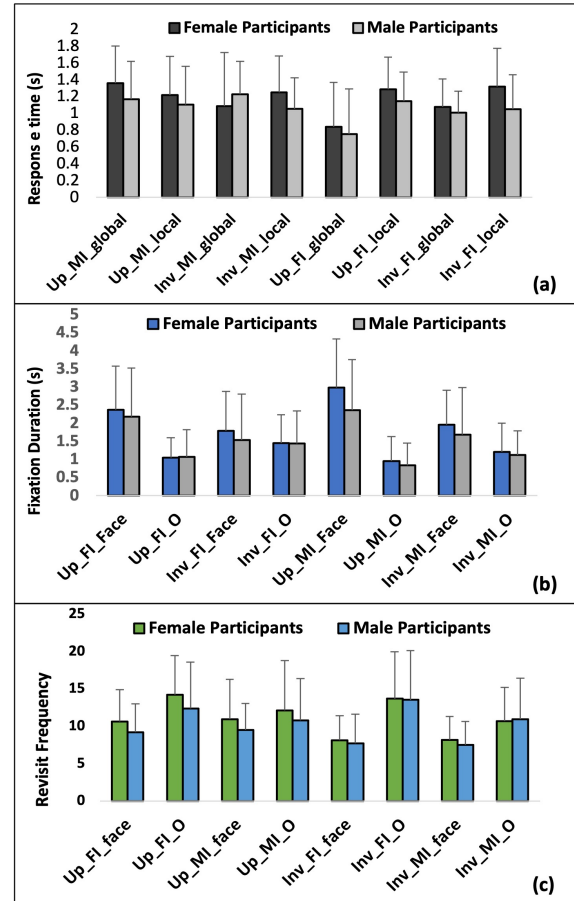 2
Female Participants Male Participants
1.8
1.6
1.4
1.2
1
0.8
0.6
0.4
0.2
0
Respons e time (s)
Up_MI_global
Up_MI_local
Inv_MI_global
Inv_MI_local
Up_FI_global
Up_FI_local
Inv_FI_global
Inv_FI_local
(a)
5
Female Participants Male Participants
4.5
4
3.5
3
2.5
2
1.5
1
0.5
0
Fixation Duration (s)
Up_FI_Face
Up_FI_O
Inv_FI_Face
Inv_FI_O
Up_MI_Face
Up_MI_O
Inv_MI_Face
Inv_MI_O
(b)
25
Female Participants Male Participants
20
15
10
5
0
Revisit Frequency
Up_FI_face
Up_FI_O
Up_MI_face
Up_MI_O
Inv_FI_face
Inv_FI_O
Inv_MI_face
Inv_MI_O
(c)